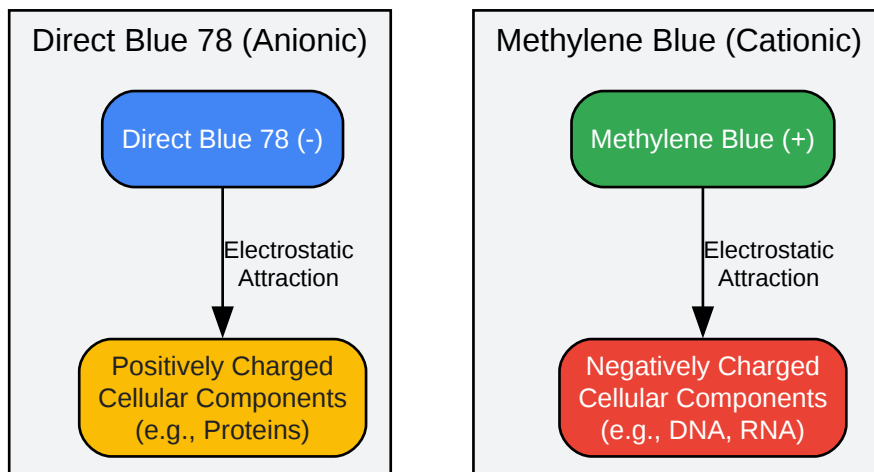 Direct Blue 78 (Anionic)
Direct Blue 78 (-)
Electrostatic
Attraction
Positively Charged
Cellular Components
(e.g., Proteins)
Methylene Blue (Cationic)
Methylene Blue (+)
Electrostatic
Attraction
Negatively Charged
Cellular Components
(e.g., DNA, RNA)